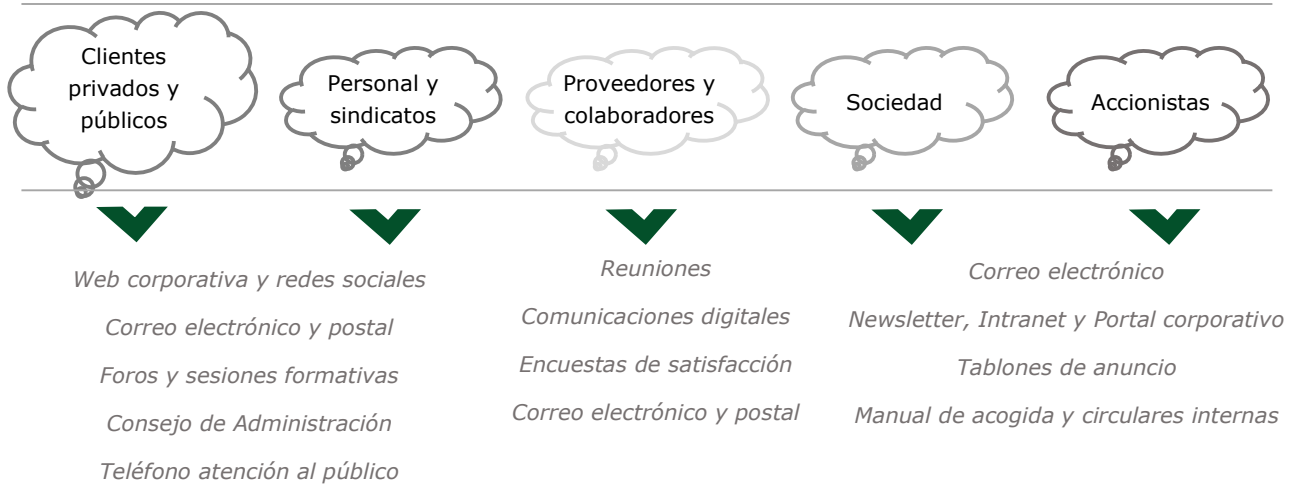 Clientes
privados y
públicos
Personal y
sindicatos
Proveedores y
colaboradores
Sociedad
Accionistas
Web corporativa y redes sociales
Correo electrónico y postal
Foros y sesiones formativas
Consejo de Administración
Teléfono atención al público
Reuniones
Comunicaciones digitales
Encuestas de satisfacción
Correo electrónico y postal
Correo electrónico
Newsletter, Intranet y Portal corporativo
Tablones de anuncio
Manual de acogida y circulares internas